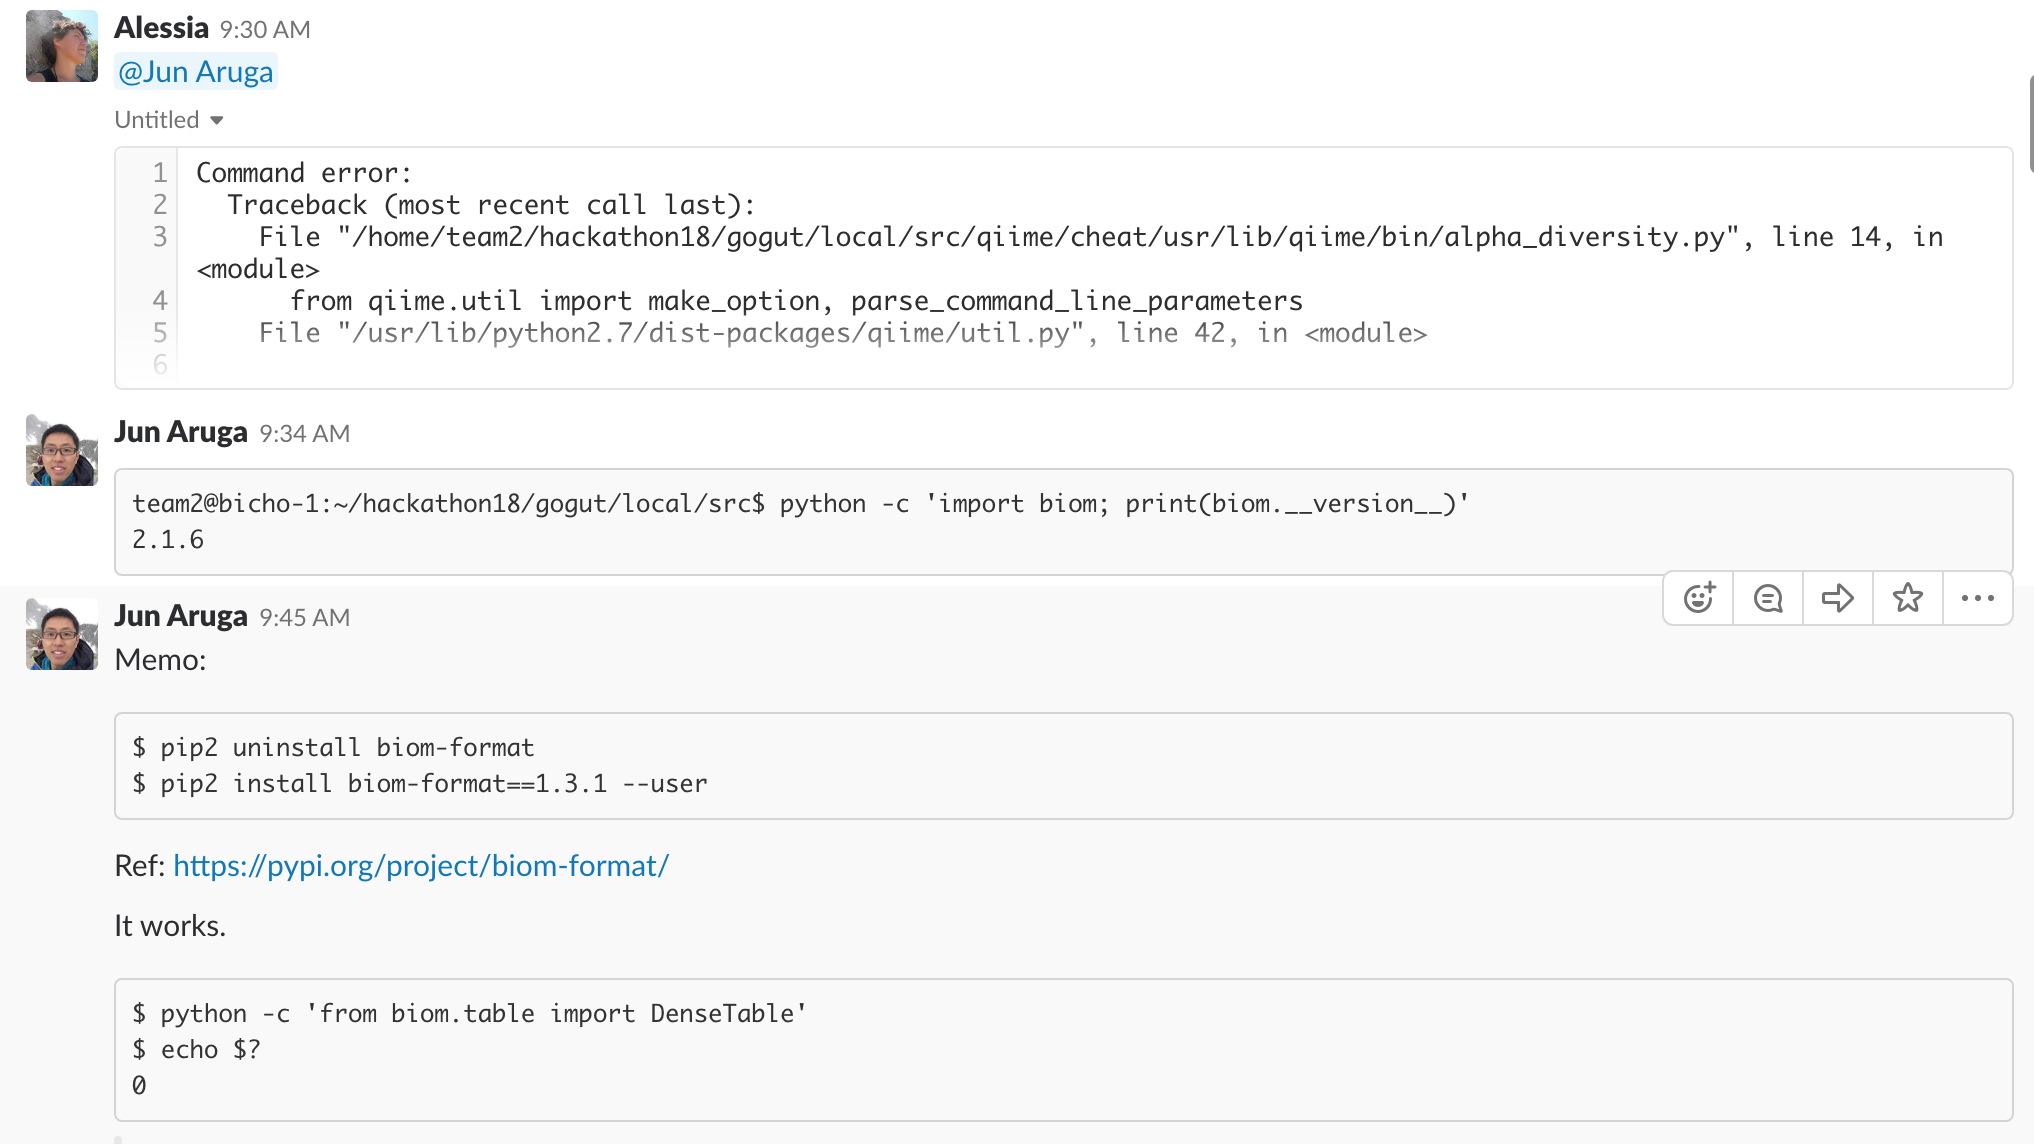 Alessia 9:30 AM
@Jun Aruga
Untitled
1 Command error:
2   Traceback (most recent call last):
3     File "/home/team2/hackathon18/gogut/local/src/qiime/cheat/usr/lib/qiime/bin/alpha_diversity.py", line 14, in
<module>
4       from qiime.util import make_option, parse_command_line_parameters
5     File "/usr/lib/python2.7/dist-packages/qiime/util.py", line 42, in <module>
6
Jun Aruga 9:34 AM
team2@bicho-1:~/hackathon18/gogut/local/src$ python -c 'import biom; print(biom.__version__)'
2.1.6
Jun Aruga 9:45 AM
Memo:
$ pip2 uninstall biom-format
$ pip2 install biom-format==1.3.1 --user
Ref: https://pypi.org/project/biom-format/
It works.
$ python -c 'from biom.table import DenseTable'
$ echo $?
0